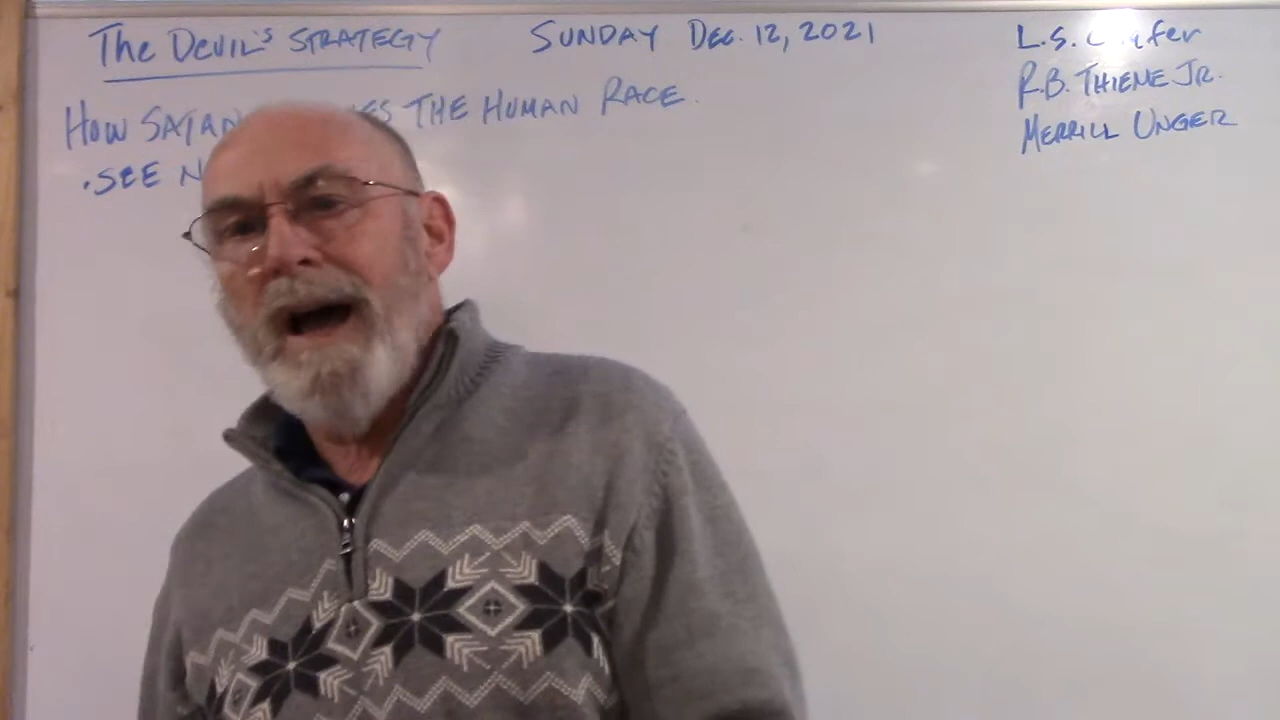 The Devil's Strategy Sunday Dec. 12, 2021
How Satan the Human Race.
• See
L.S.
R.B. Thieme Jr.
Merrill Unger